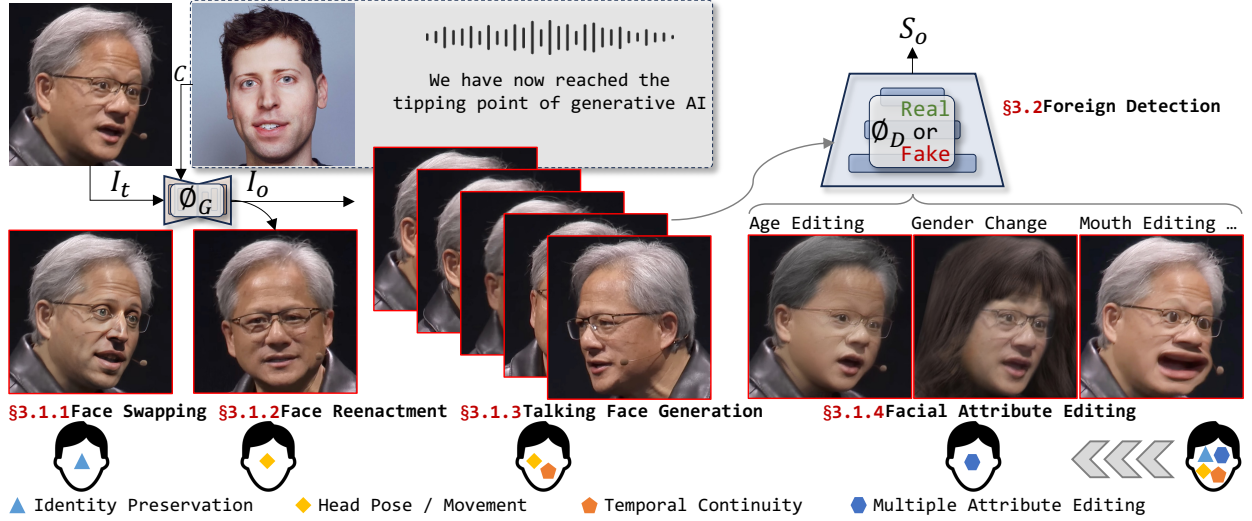 C
We have now reached the
tipping point of generative AI
S_o
Real
∅_D or
Fake
§3.2Foreign Detection
I_t
∅_G
I_o
Age Editing
Gender Change
Mouth Editing …
§3.1.1Face Swapping
§3.1.2Face Reenactment
§3.1.3Talking Face Generation
§3.1.4Facial Attribute Editing
Identity Preservation
Head Pose / Movement
Temporal Continuity
Multiple Attribute Editing